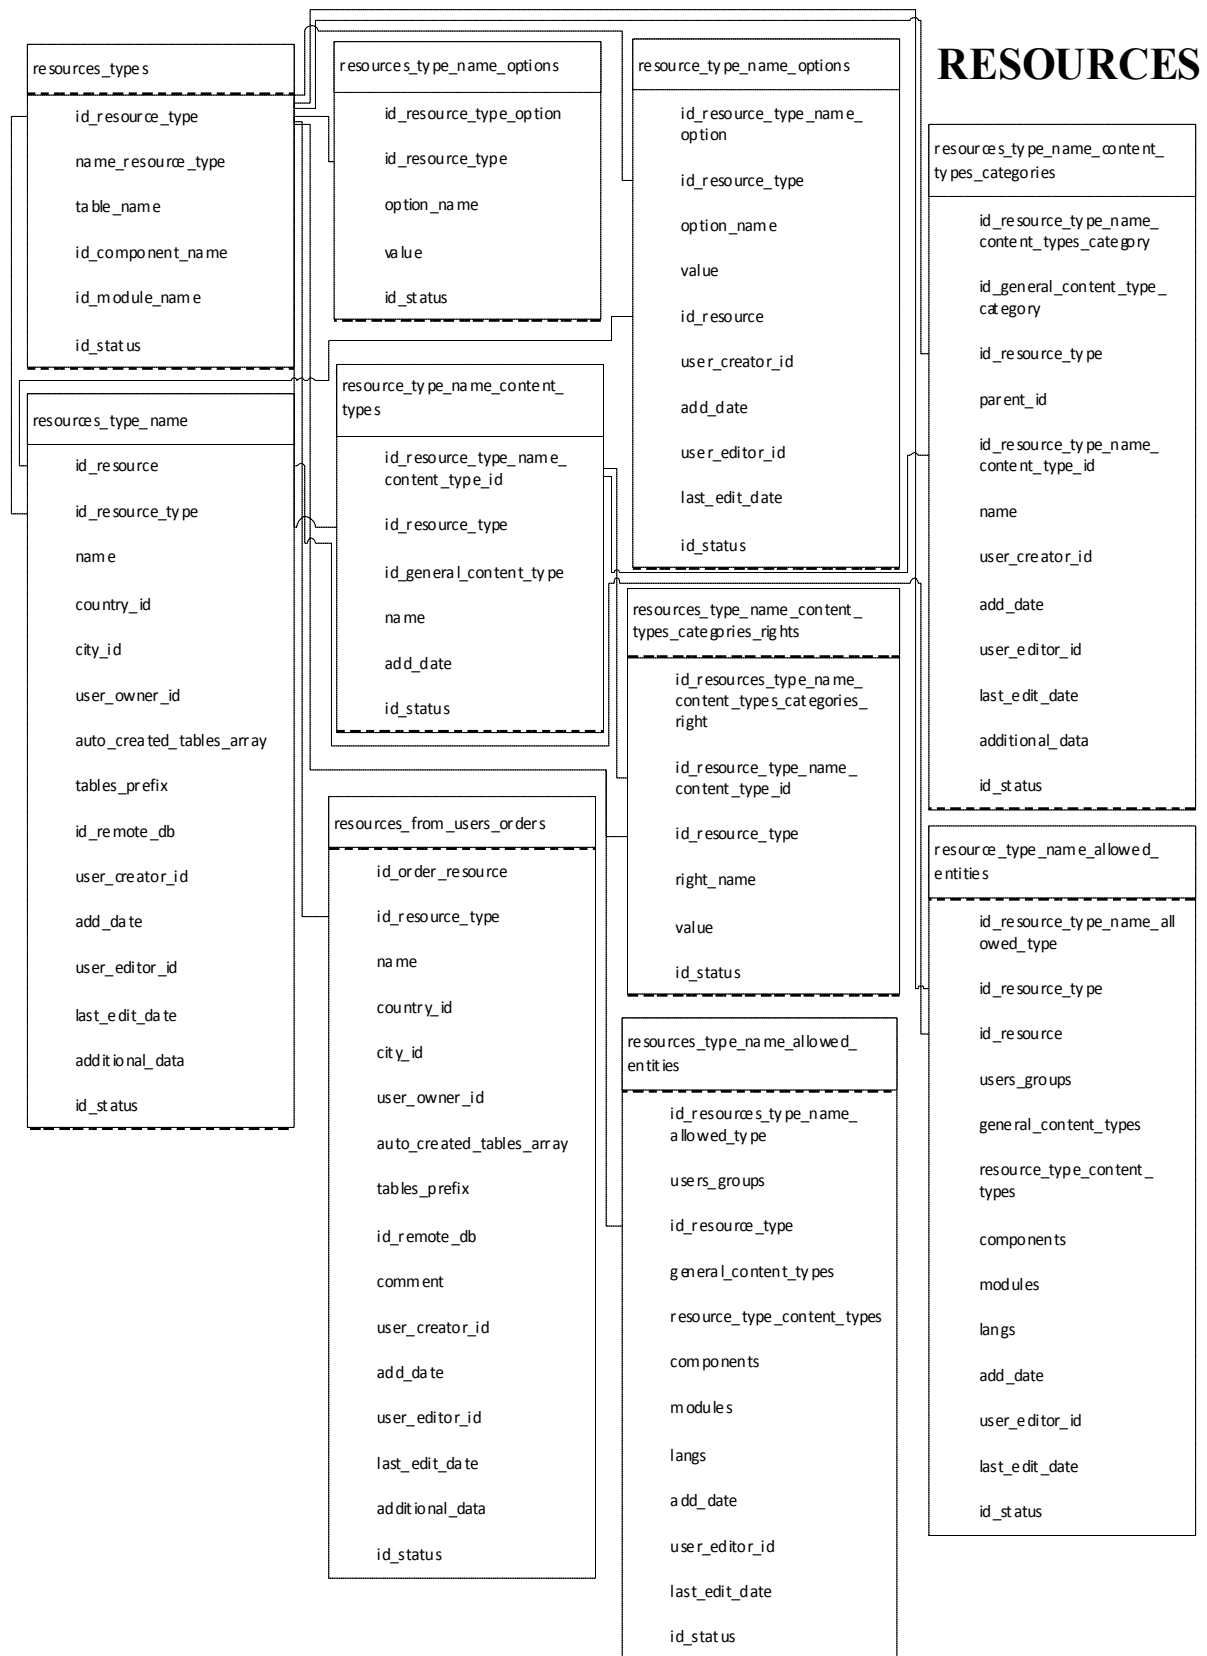 RESOURCES
resources_types
id_resource_type
name_resource_type
table_name
id_component_name
id_module_name
id_status
resources_type_name_options
id_resource_type_option
id_resource_type
option_name
value
id_status
resource_type_name_options
id_resource_type_name_
option
id_resource_type
option_name
value
id_resource
user_creator_id
add_date
user_editor_id
last_edit_date
id_status
resources_type_name_content_
types_categories
id_resource_type_name_
content_types_category
id_general_content_type_
category
id_resource_type
parent_id
id_resource_type_name_
content_type_id
name
user_creator_id
add_date
user_editor_id
last_edit_date
additional_data
id_status
resources_type_name
id_resource
id_resource_type
name
country_id
city_id
user_owner_id
auto_created_tables_array
tables_prefix
id_remote_db
user_creator_id
add_date
user_editor_id
last_edit_date
additional_data
id_status
resource_type_name_content_
types
id_resource_type_name_
content_type_id
id_resource_type
id_general_content_type
name
add_date
id_status
resources_type_name_content_
types_categories_rights
id_resources_type_name_
content_types_categories_
right
id_resource_type_name_
content_type_id
id_resource_type
right_name
value
id_status
resources_from_users_orders
id_order_resource
id_resource_type
name
country_id
city_id
user_owner_id
auto_created_tables_array
tables_prefix
id_remote_db
comment
user_creator_id
add_date
user_editor_id
last_edit_date
additional_data
id_status
resources_type_name_allowed_
entities
id_resources_type_name_
allowed_type
users_groups
id_resource_type
general_content_types
resource_type_content_types
components
modules
langs
add_date
user_editor_id
last_edit_date
id_status
resource_type_name_allowed_
entities
id_resource_type_name_all
owed_type
id_resource_type
id_resource
users_groups
general_content_types
resource_type_content_
types
components
modules
langs
add_date
user_editor_id
last_edit_date
id_status